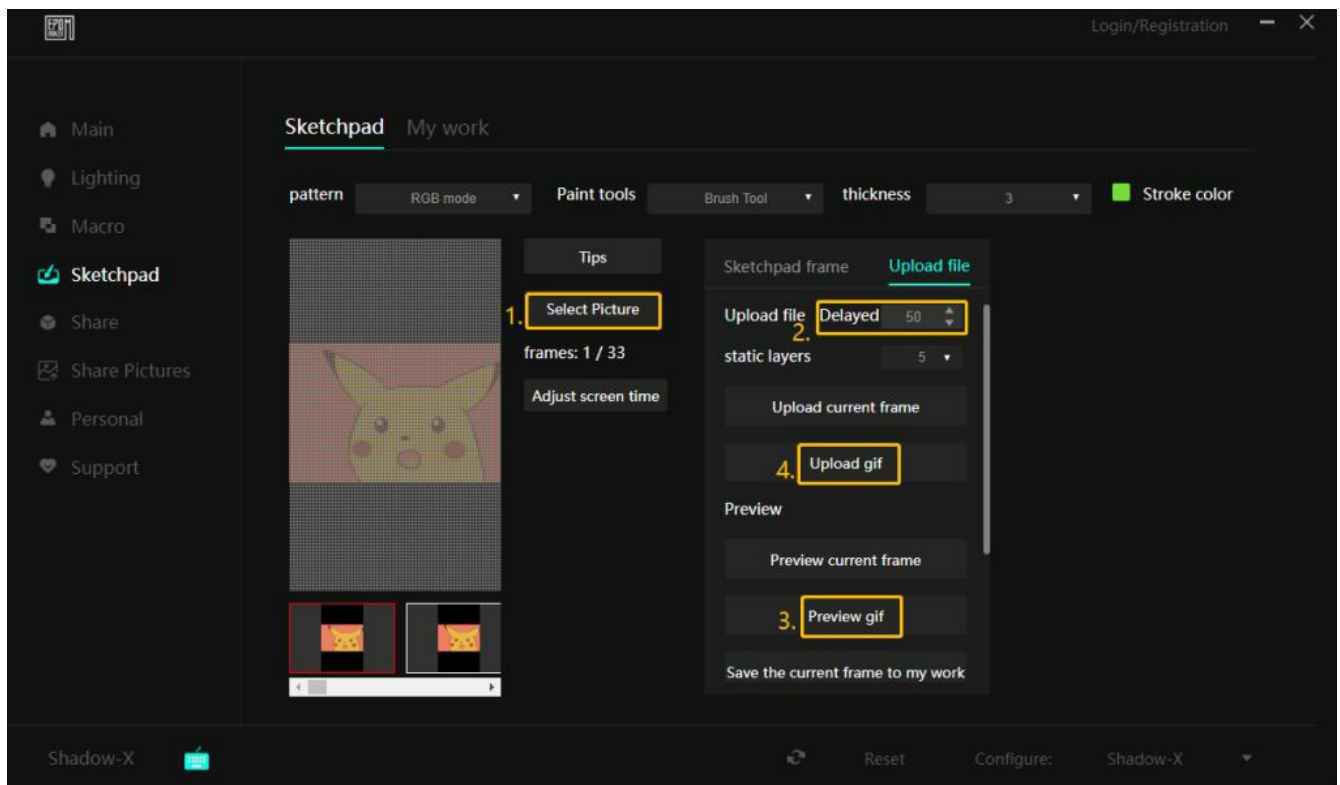 EPOMAKER
Login/Registration
Main
Lighting
Macro
Sketchpad
Share
Share Pictures
Personal
Support
Sketchpad My work
pattern RGB mode Paint tools Brush Tool thickness 3 Stroke color
Tips
1. Select Picture
frames: 1 / 33
Adjust screen time
Sketchpad frame Upload file
Upload file Delayed 50
2.
static layers 5
Upload current frame
4. Upload gif
Preview
Preview current frame
3. Preview gif
Save the current frame to my work
Shadow-X Reset Configure: Shadow-X